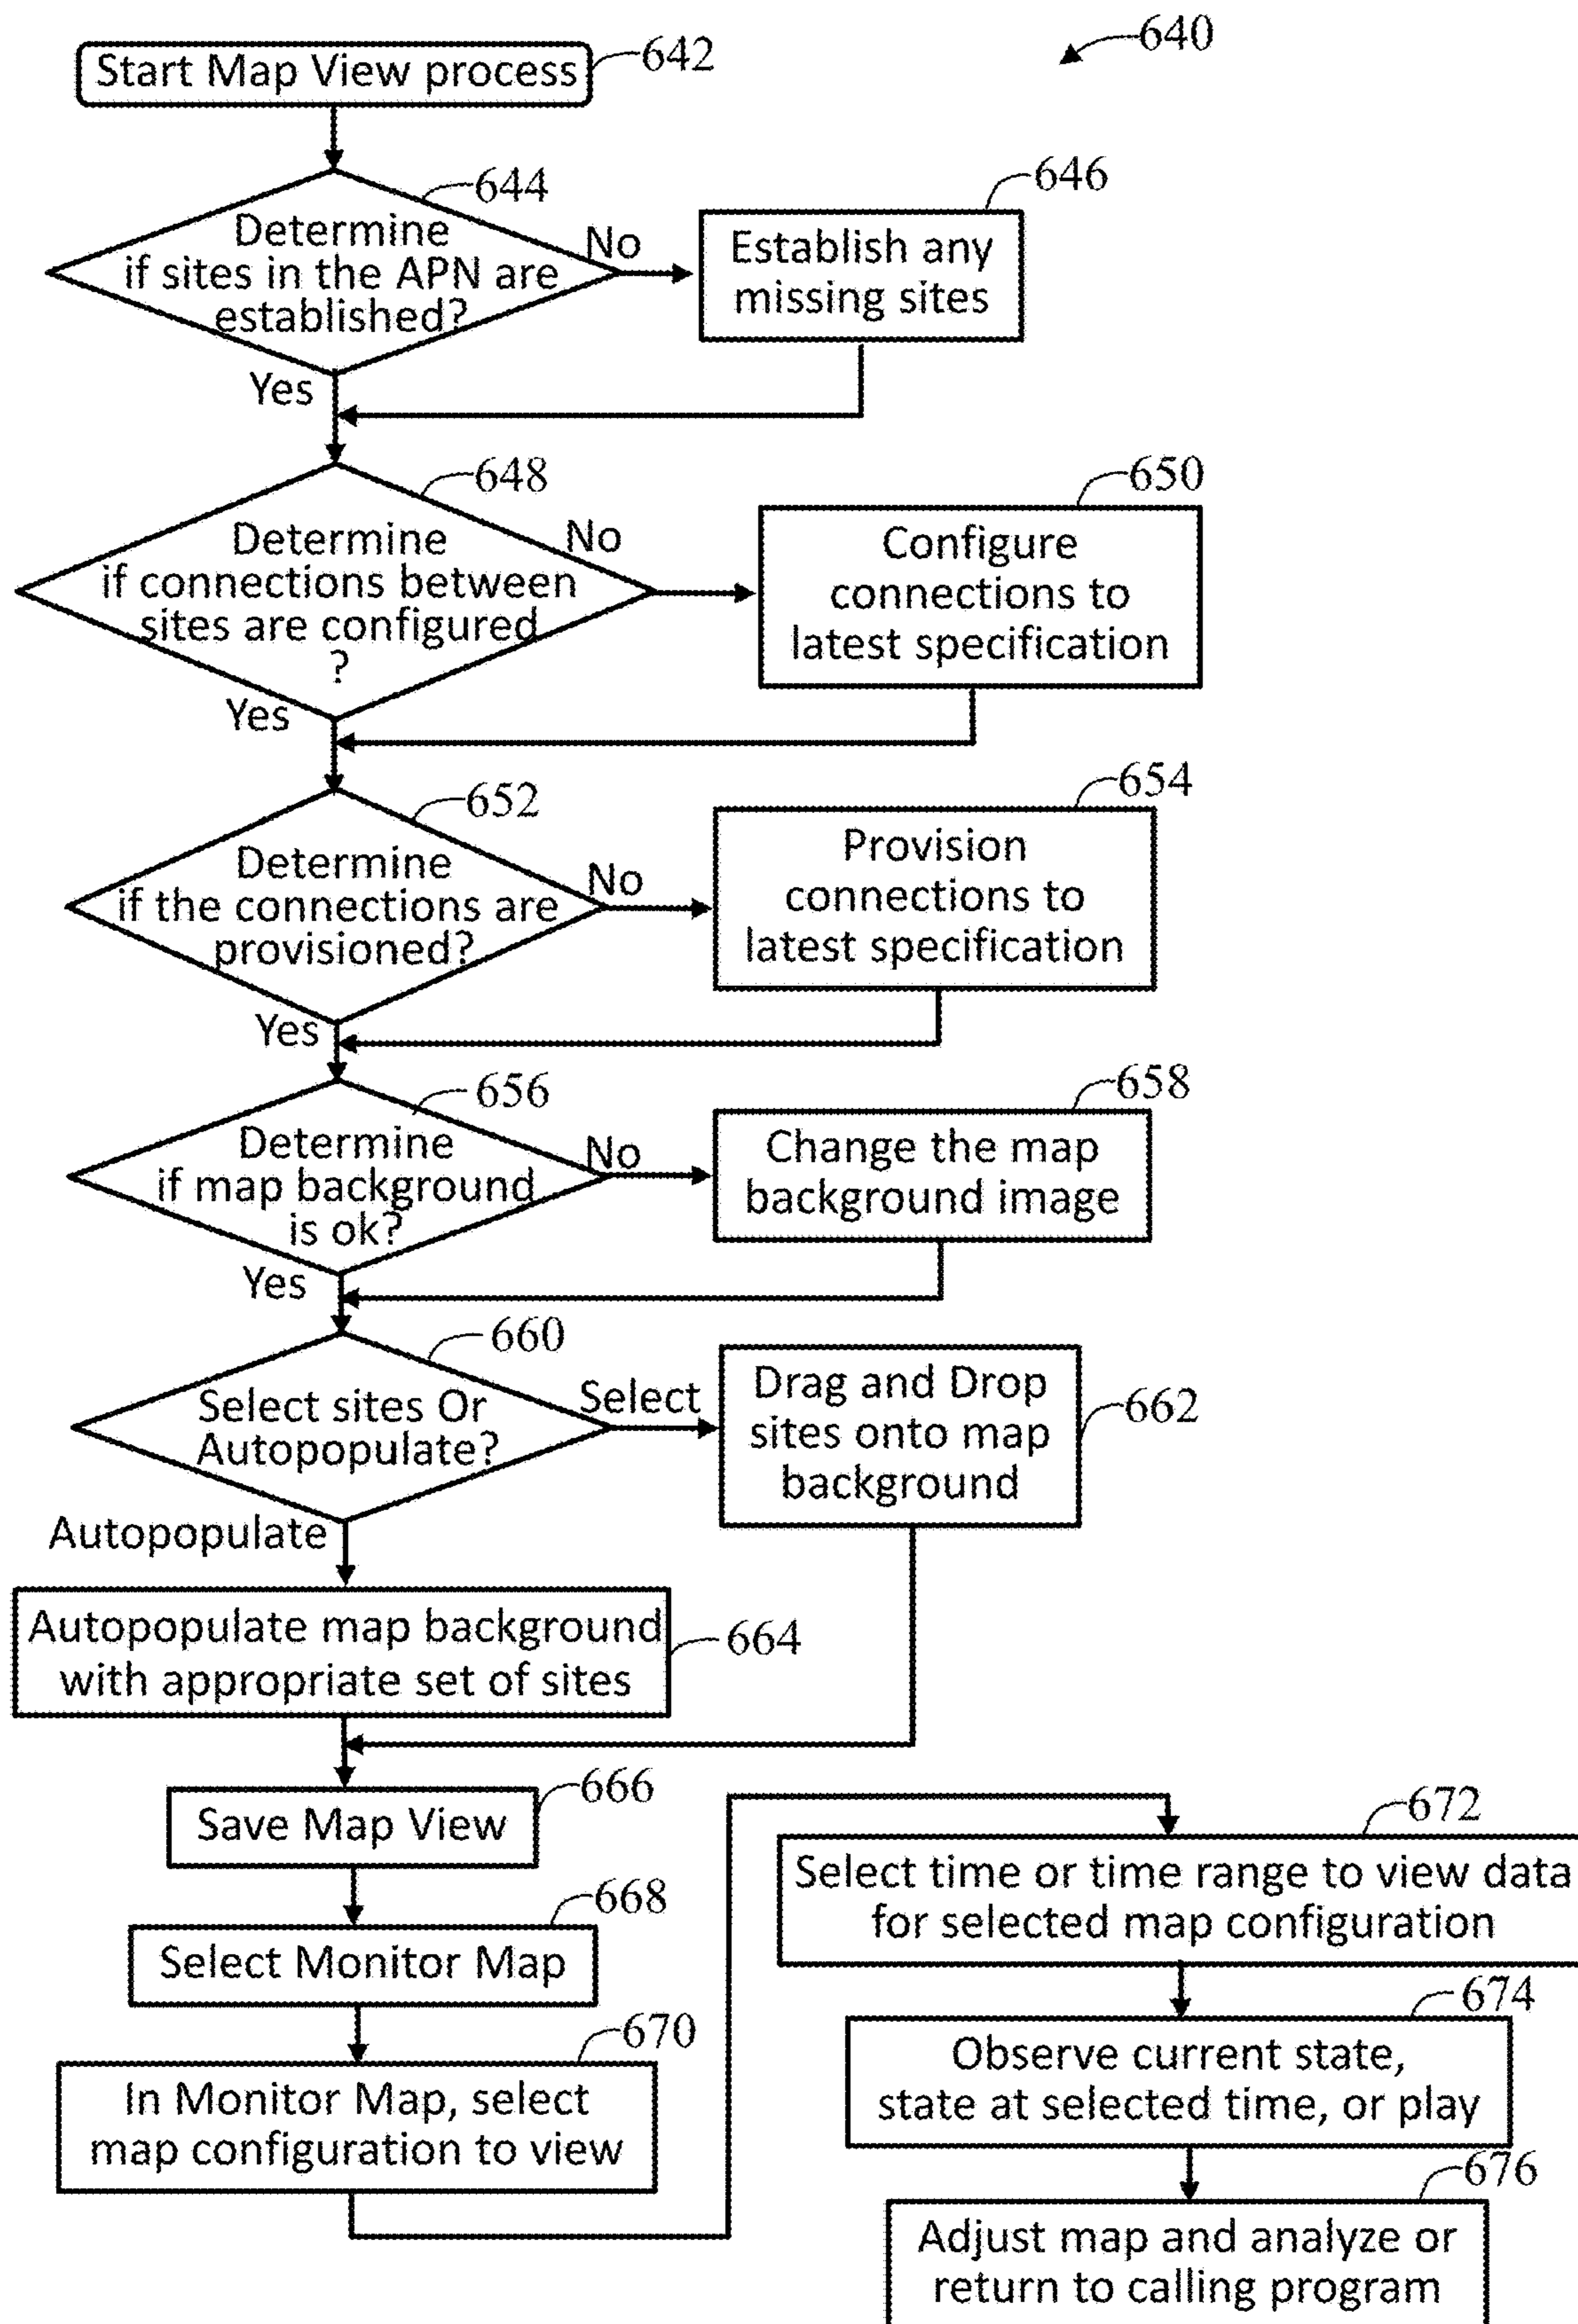 640
Start Map View process
642
644
Determine
if sites in the APN are
established?
No
646
Establish any
missing sites
Yes
648
Determine
if connections between
sites are configured
?
No
650
Configure
connections to
latest specification
Yes
652
Determine
if the connections are
provisioned?
No
654
Provision
connections to
latest specification
Yes
656
Determine
if map background
is ok?
No
658
Change the map
background image
Yes
660
Select sites Or
Autopopulate?
Select
Drag and Drop
sites onto map
background
662
Autopopulate
Autopopulate map background
with appropriate set of sites
664
666
Save Map View
668
Select Monitor Map
670
In Monitor Map, select
map configuration to view
672
Select time or time range to view data
for selected map configuration
674
Observe current state,
state at selected time, or play
676
Adjust map and analyze or
return to calling program